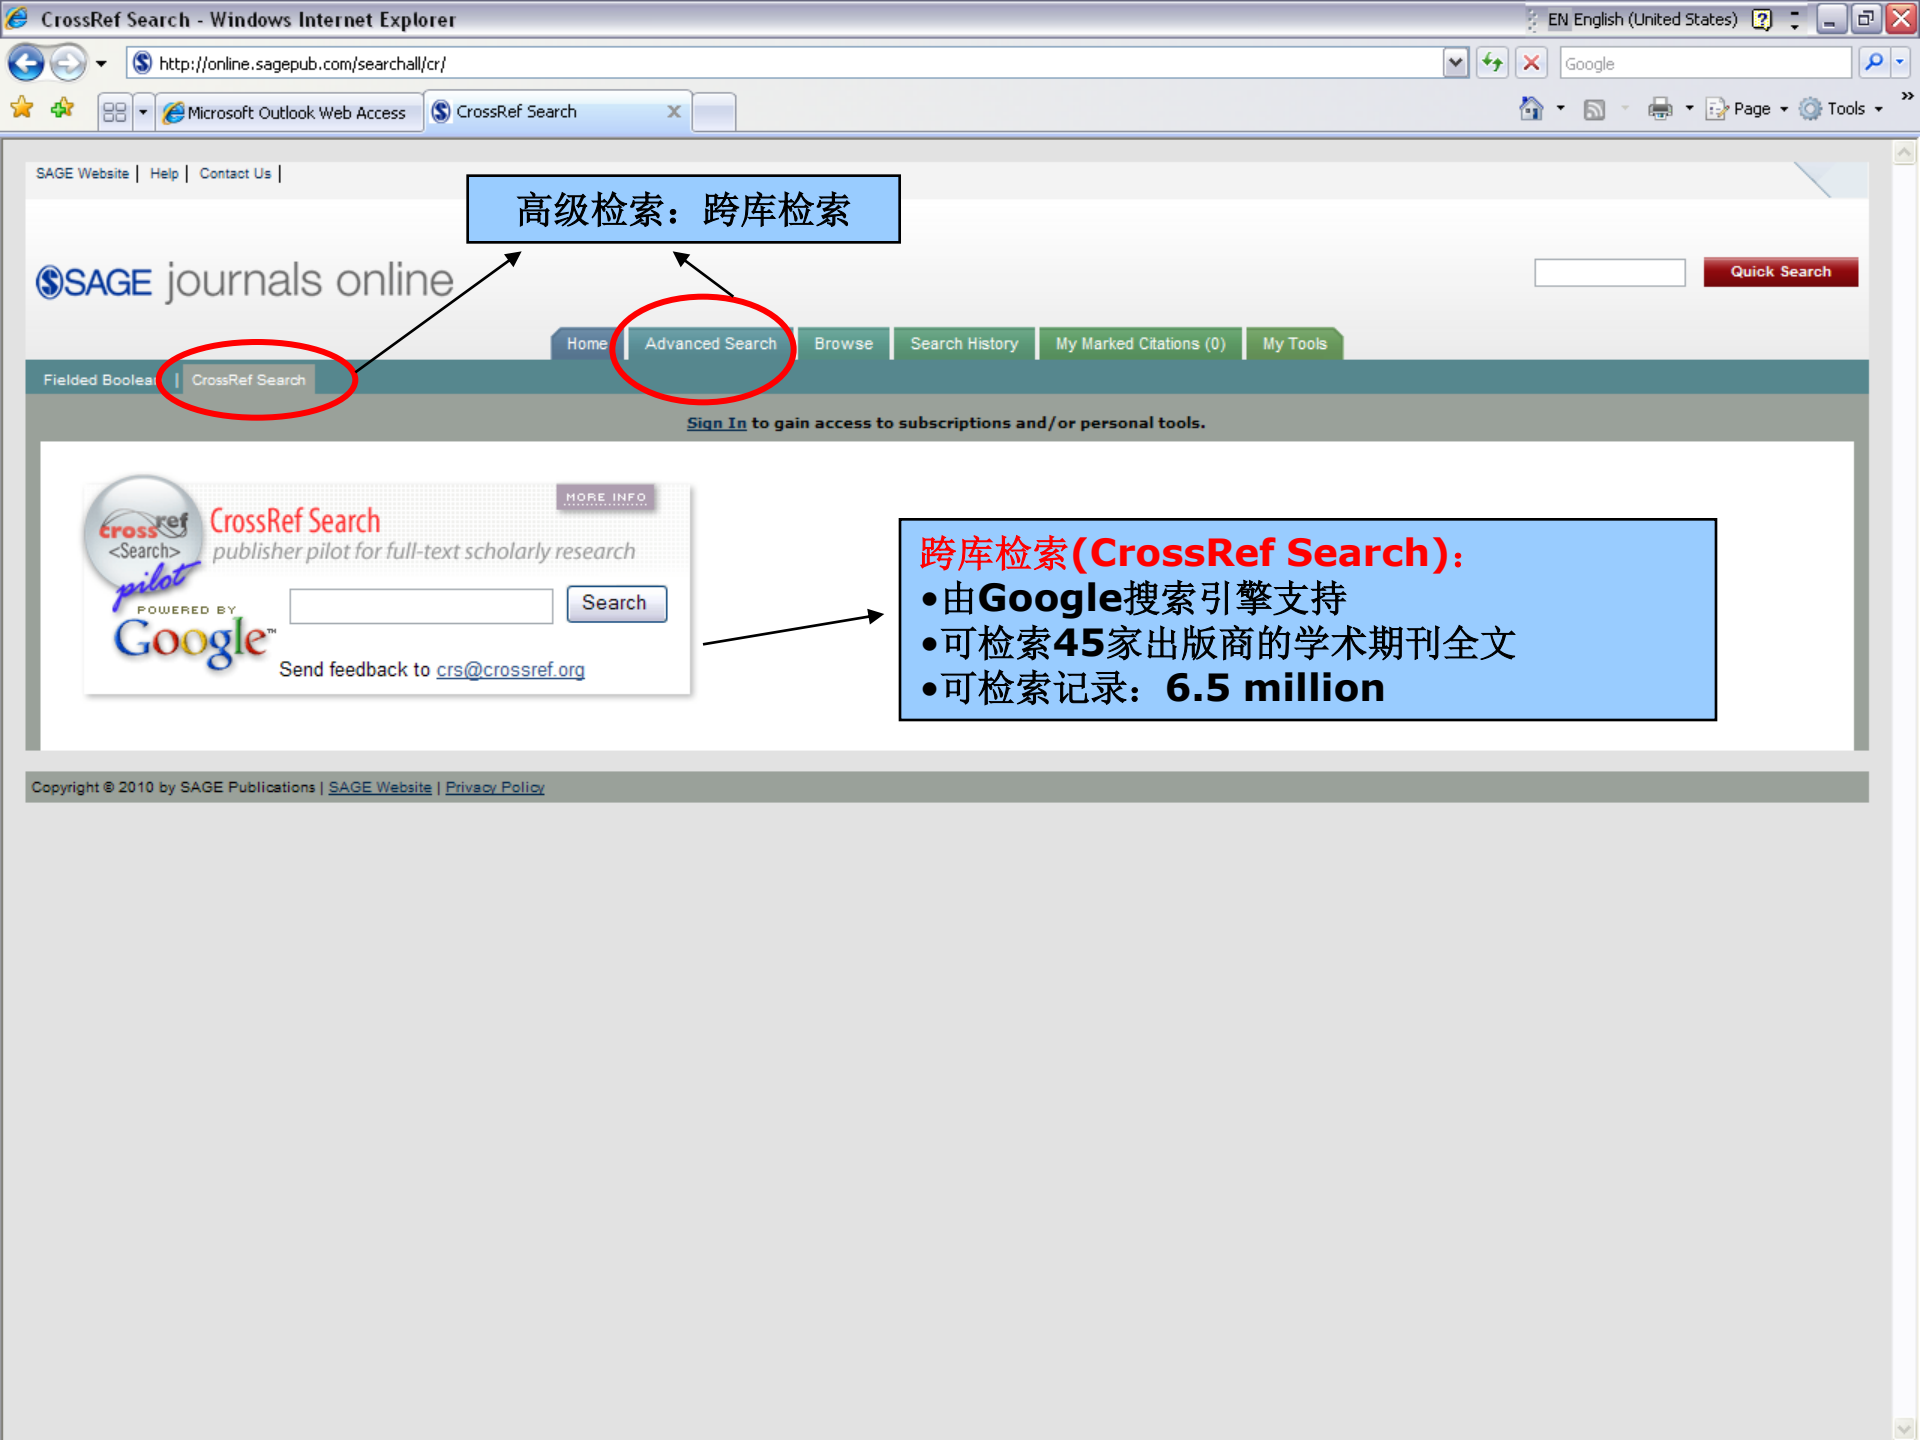 CrossRef Search - Windows Internet Explorer
EN English (United States)
http://online.sagepub.com/searchall/cr/
Google
Microsoft Outlook Web Access
CrossRef Search
Page
Tools
SAGE Website | Help | Contact Us |
高级检索：跨库检索
SAGE journals online
Quick Search
Home
Advanced Search
Browse
Search History
My Marked Citations (0)
My Tools
Fielded Boolean | CrossRef Search
Sign In to gain access to subscriptions and/or personal tools.
MORE INFO
crossref
<Search>
pilot
CrossRef Search
publisher pilot for full-text scholarly research
POWERED BY
Google™
Search
Send feedback to crs@crossref.org
跨库检索(CrossRef Search)：
•由Google搜索引擎支持
•可检索45家出版商的学术期刊全文
•可检索记录：6.5 million
Copyright © 2010 by SAGE Publications | SAGE Website | Privacy Policy